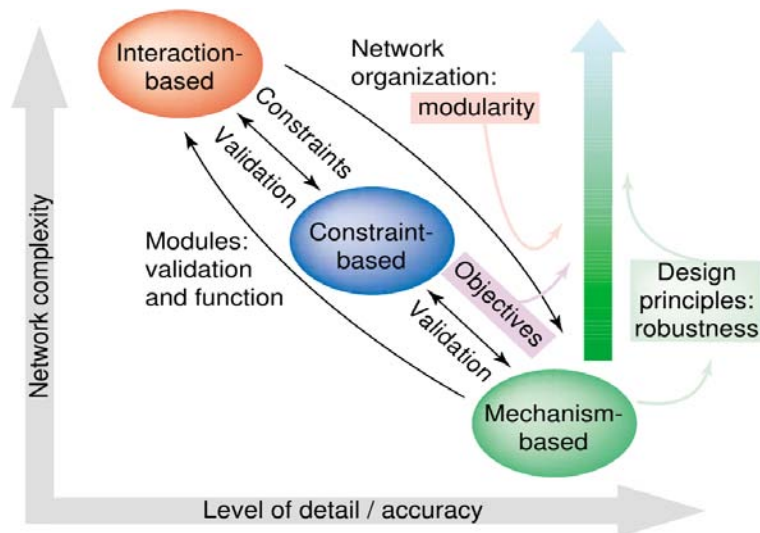 Interaction-
based
Network
organization:
modularity
Constraints
Validation
Constraint-
based
Modules:
validation
and function
Objectives
Validation
Design
principles:
robustness
Mechanism-
based
Network complexity
Level of detail / accuracy